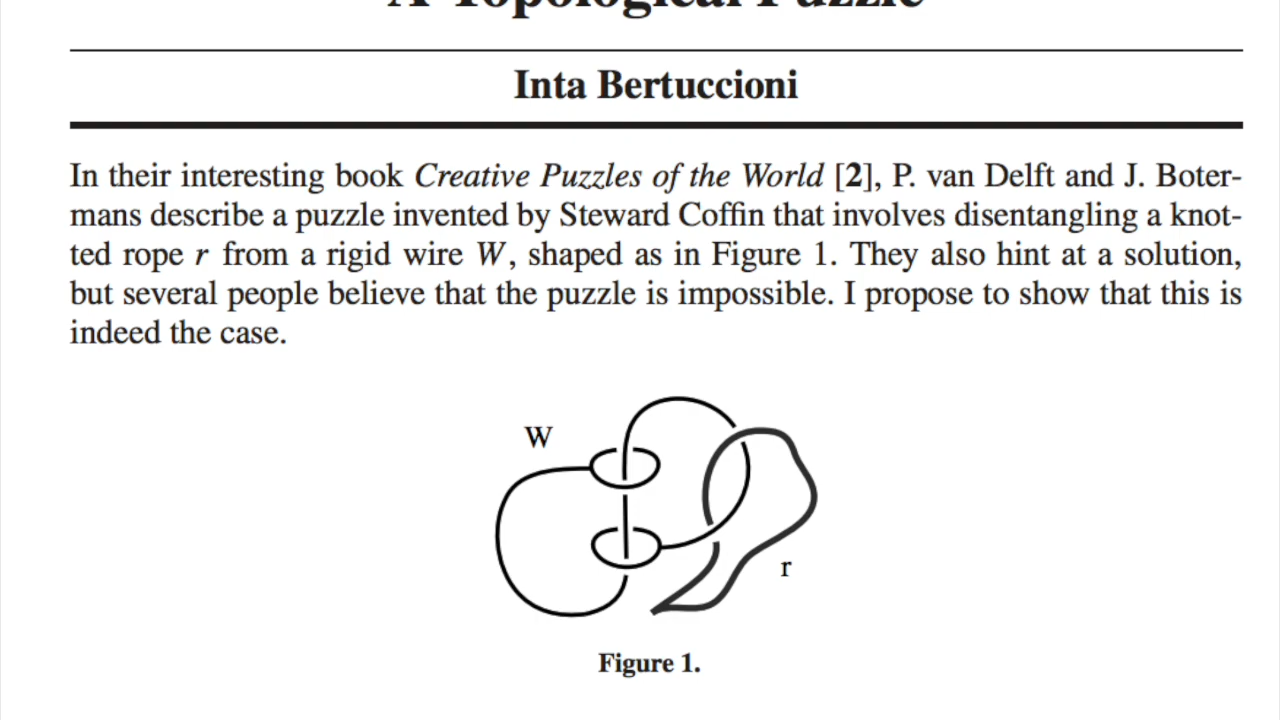 A Topological Puzzle
Inta Bertuccioni
In their interesting book Creative Puzzles of the World [2], P. van Delft and J. Boter-
mans describe a puzzle invented by Steward Coffin that involves disentangling a knot-
ted rope r from a rigid wire W, shaped as in Figure 1. They also hint at a solution,
but several people believe that the puzzle is impossible. I propose to show that this is
indeed the case.
W
r
Figure 1.